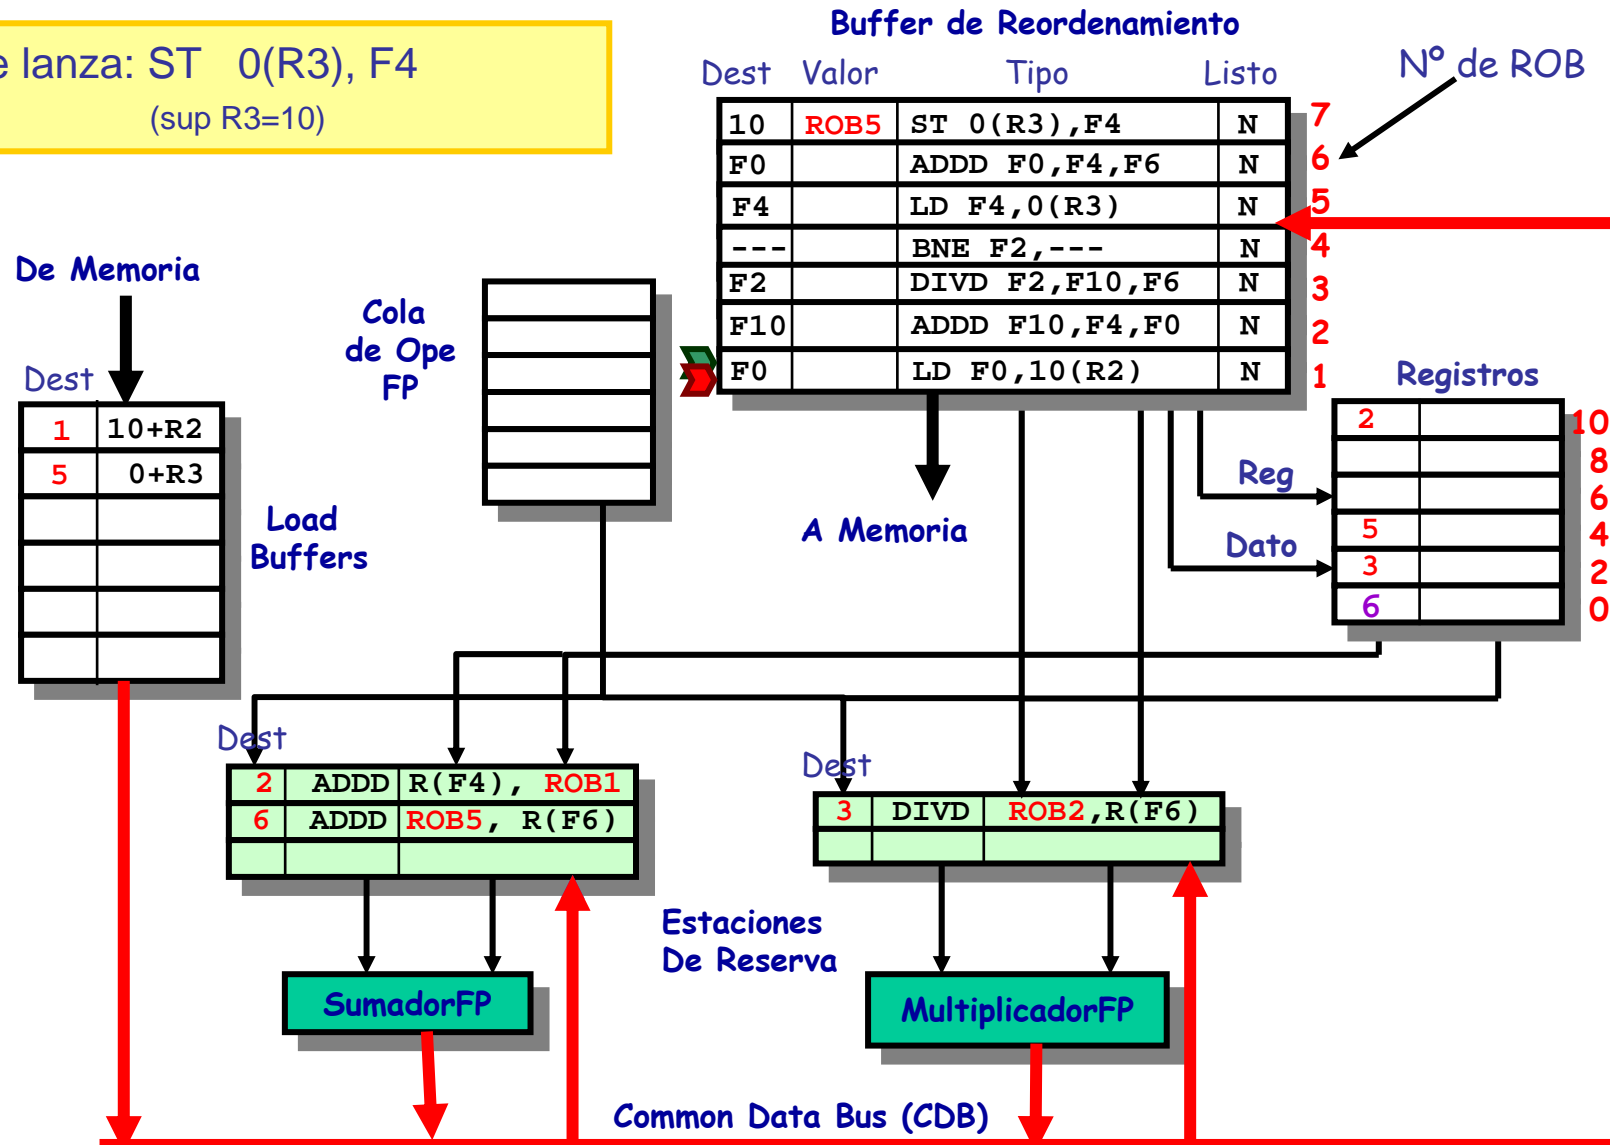 Buffer de Reordenamiento
e lanza: ST 0(R3), F4
(sup R3=10)
Dest Valor Tipo Listo
Nº de ROB
10 ROB5 ST 0(R3),F4 N 7
F0 ADDD F0,F4,F6 N 6
F4 LD F4,0(R3) N 5
--- BNE F2,--- N 4
F2 DIVD F2,F10,F6 N 3
F10 ADDD F10,F4,F0 N 2
F0 LD F0,10(R2) N 1
De Memoria
Dest
1 10+R2
5 0+R3
Load
Buffers
Cola
de Ope
FP
A Memoria
Registros
2 10
8
6
5 4
3 2
6 0
Reg
Dato
Dest
2 ADDD R(F4), ROB1
6 ADDD ROB5, R(F6)
Dest
3 DIVD ROB2,R(F6)
Estaciones
De Reserva
SumadorFP
MultiplicadorFP
Common Data Bus (CDB)